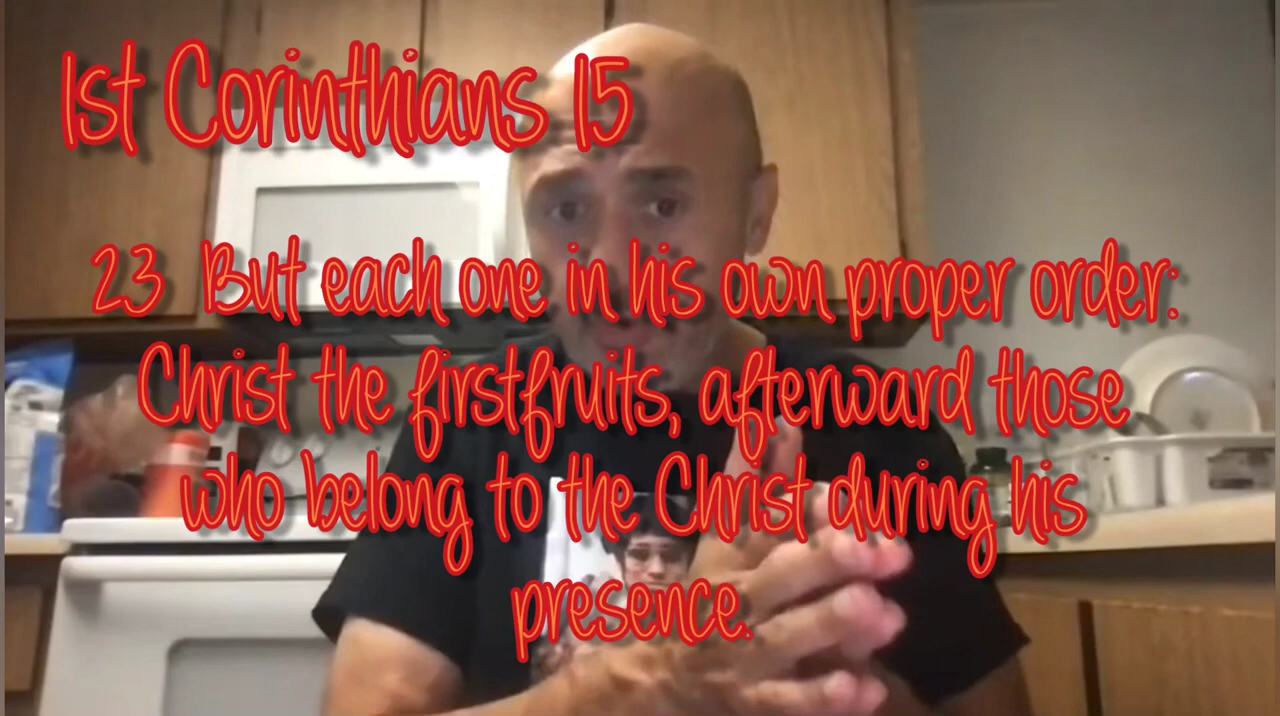 1st Corinthians 15
23 But each one in his own proper order:
Christ the firstfruits, afterward those
who belong to the Christ during his
presence.